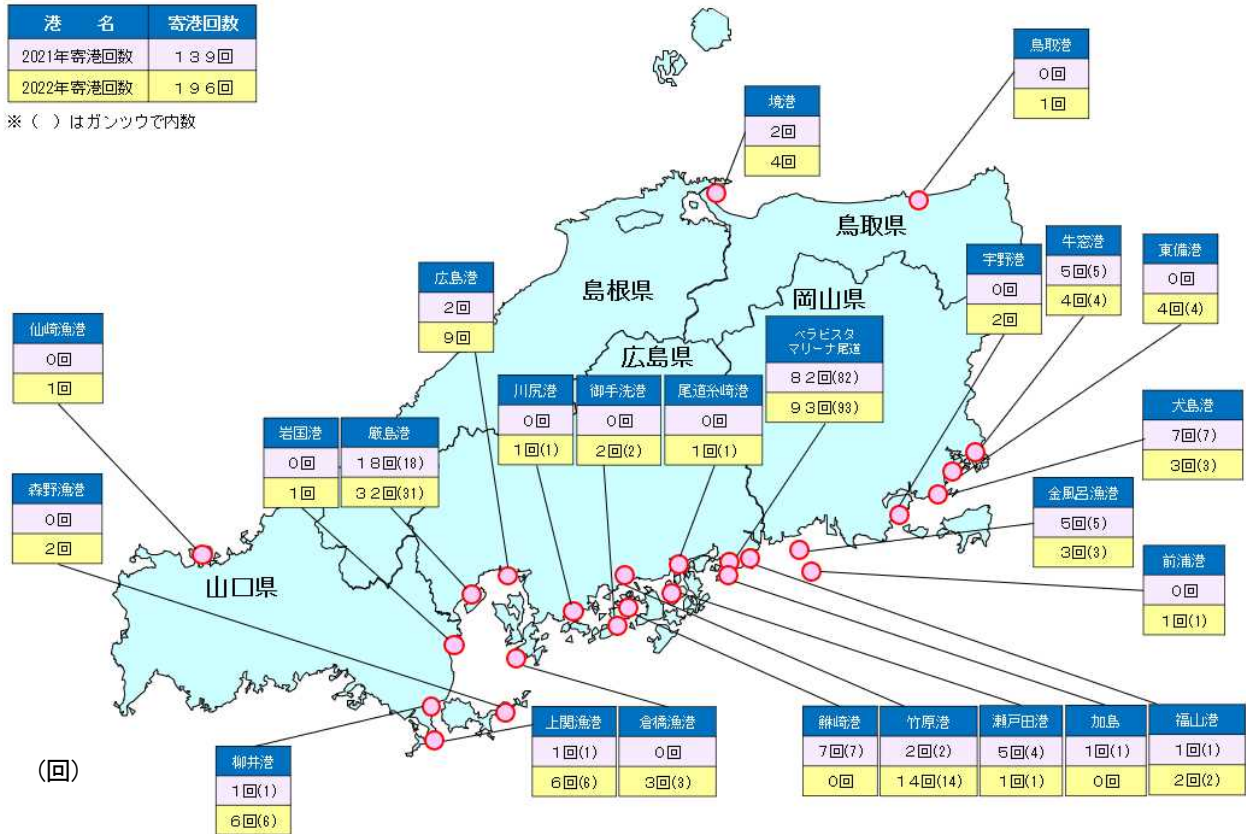 港　名　寄港回数
2021年寄港回数　139回
2022年寄港回数　196回
※（　）はガンツウで内数
鳥取港
0回
1回
境港
2回
4回
鳥取県
島根県
岡山県
広島県
山口県
宇野港
0回
2回
牛窓港
5回(5)
4回(4)
東備港
0回
4回(4)
広島港
2回
9回
仙崎漁港
0回
1回
ベラビスタ
マリーナ尾道
82回(82)
93回(93)
川尻港
0回
1回(1)
御手洗港
0回
2回(2)
尾道糸崎港
0回
1回(1)
犬島港
7回(7)
3回(3)
岩国港
0回
1回
厳島港
18回(18)
32回(31)
森野漁港
0回
2回
金風呂漁港
5回(5)
3回(3)
前浦港
0回
1回(1)
柳井港
1回(1)
6回(6)
上関漁港
1回(1)
6回(6)
倉橋漁港
0回
3回(3)
鮴崎港
7回(7)
0回
竹原港
2回(2)
14回(14)
瀬戸田港
5回(4)
1回(1)
加島
1回(1)
0回
福山港
1回(1)
2回(2)
(回)